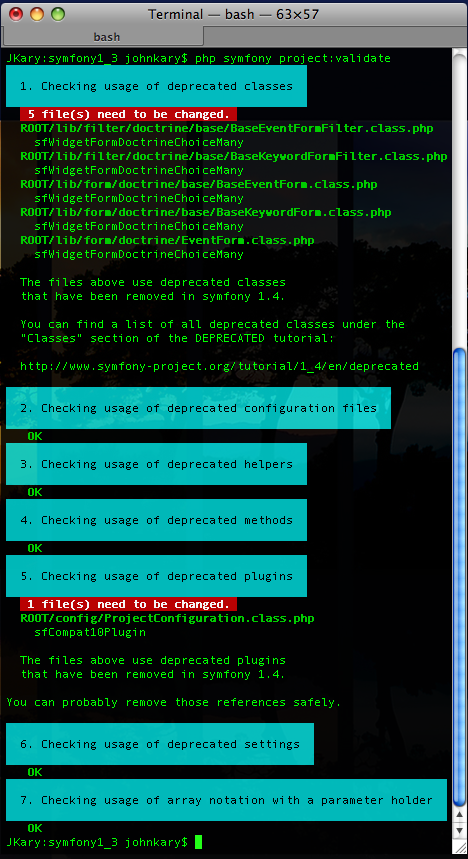 Terminal — bash — 63×57
bash
JKary:symfony1_3 johnkary$ php symfony project:validate
1. Checking usage of deprecated classes
5 file(s) need to be changed.
ROOT/lib/filter/doctrine/base/BaseEventFormFilter.class.php
sfWidgetFormDoctrineChoiceMany
ROOT/lib/filter/doctrine/base/BaseKeywordFormFilter.class.php
sfWidgetFormDoctrineChoiceMany
ROOT/lib/form/doctrine/base/BaseEventForm.class.php
sfWidgetFormDoctrineChoiceMany
ROOT/lib/form/doctrine/base/BaseKeywordForm.class.php
sfWidgetFormDoctrineChoiceMany
ROOT/lib/form/doctrine/EventForm.class.php
sfWidgetFormDoctrineChoiceMany
The files above use deprecated classes
that have been removed in symfony 1.4.
You can find a list of all deprecated classes under the
"Classes" section of the DEPRECATED tutorial:
http://www.symfony-project.org/tutorial/1_4/en/deprecated
2. Checking usage of deprecated configuration files
OK
3. Checking usage of deprecated helpers
OK
4. Checking usage of deprecated methods
OK
5. Checking usage of deprecated plugins
1 file(s) need to be changed.
ROOT/config/ProjectConfiguration.class.php
sfCompat10Plugin
The files above use deprecated plugins
that have been removed in symfony 1.4.
You can probably remove those references safely.
6. Checking usage of deprecated settings
OK
7. Checking usage of array notation with a parameter holder
OK
JKary:symfony1_3 johnkary$